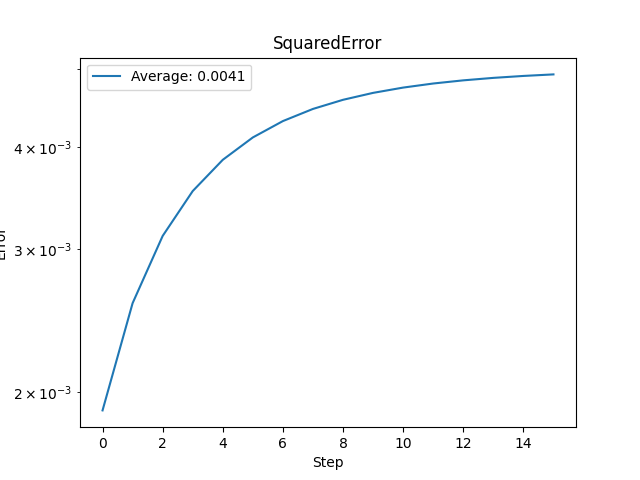 SquaredError
Average: 0.0041
4 × 10⁻³
3 × 10⁻³
2 × 10⁻³
Error
0 2 4 6 8 10 12 14
Step